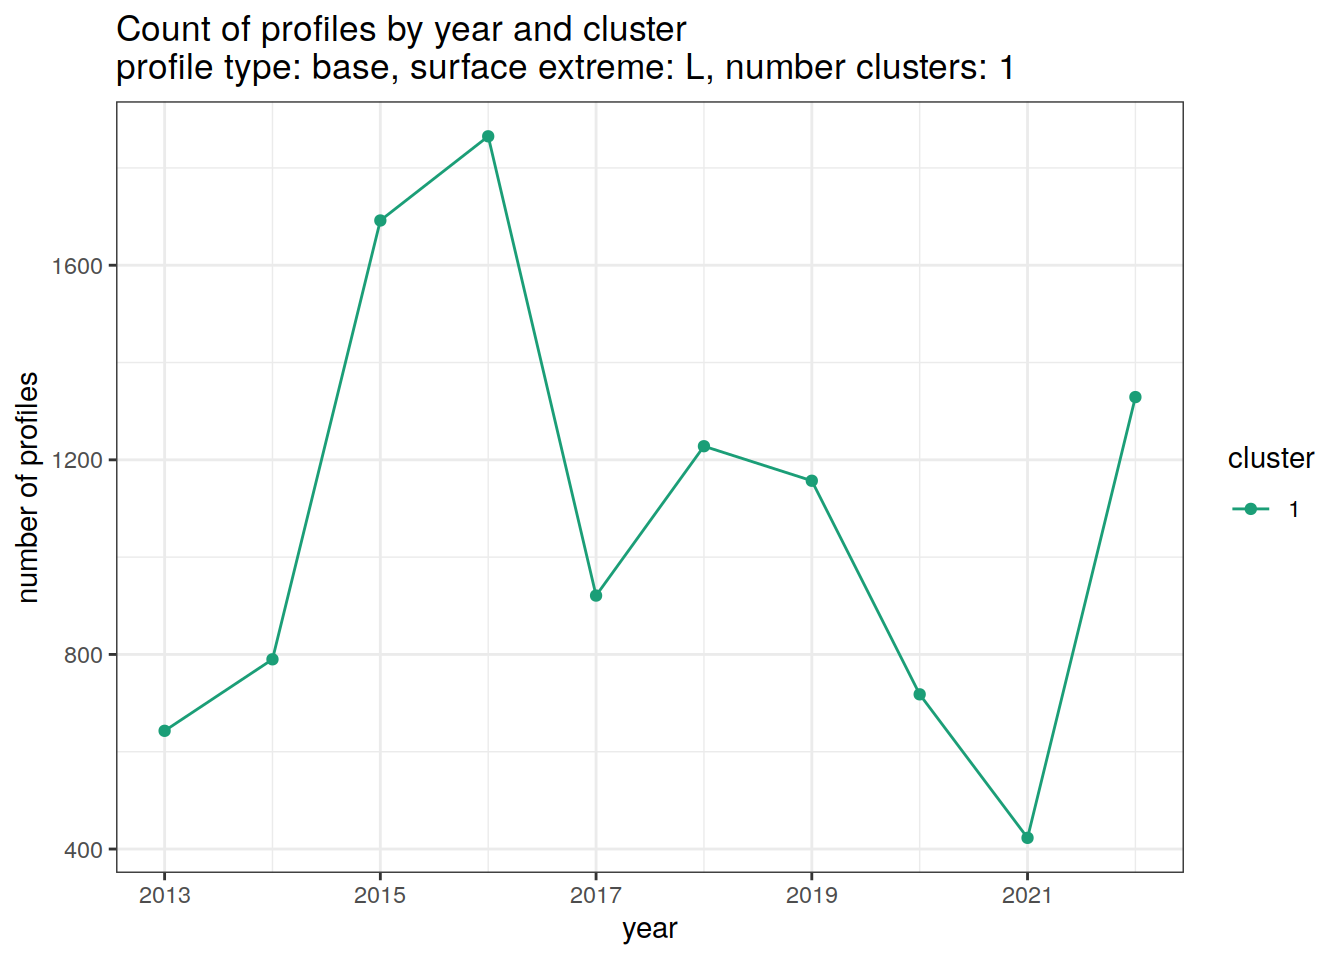 Count of profiles by year and cluster
profile type: base, surface extreme: L, number clusters: 1
number of profiles
1600
1200
800
400
2013 2015 2017 2019 2021
year
cluster
1